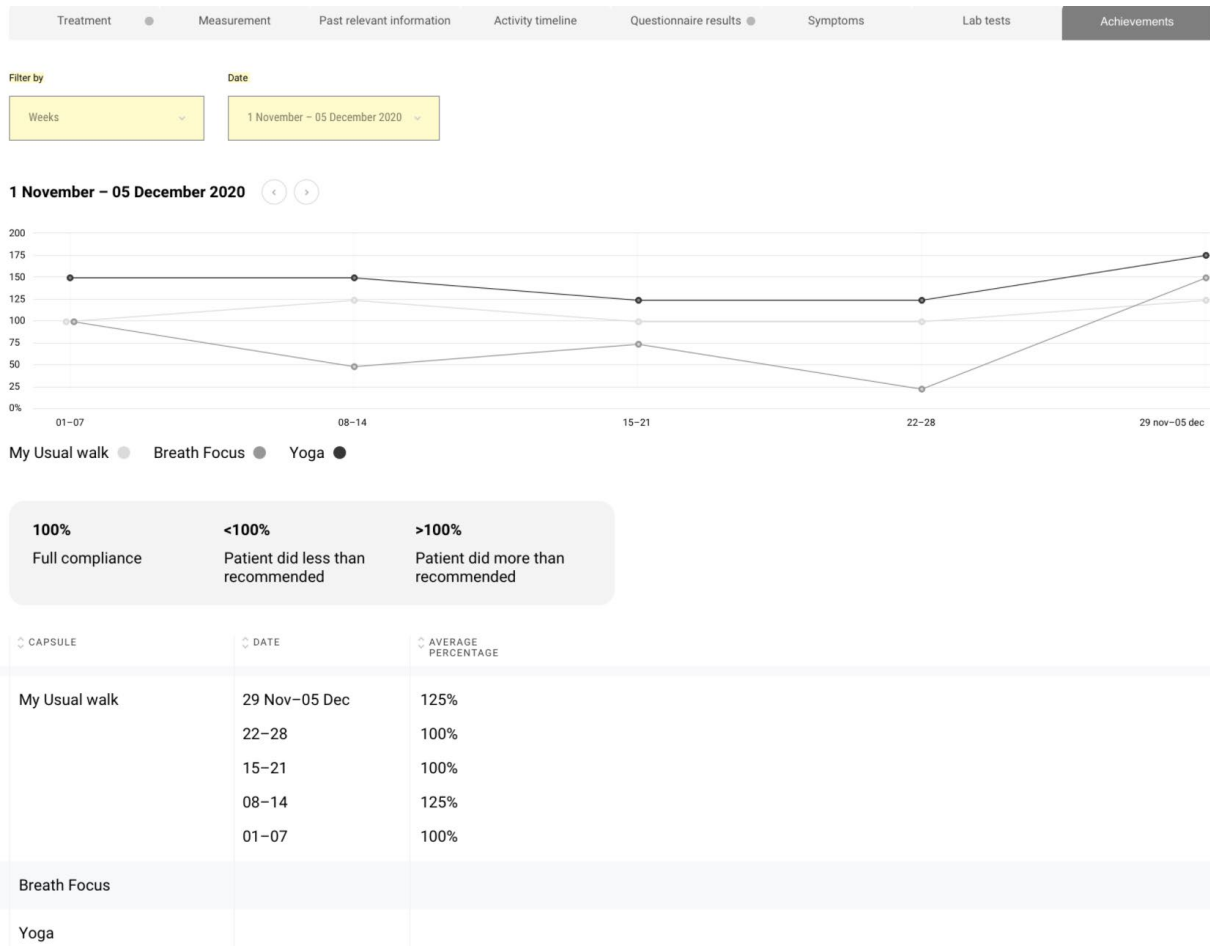 Treatment Measurement Past relevant information Activity timeline Questionnaire results Symptoms Lab tests Achievements
Filter by Date
Weeks 1 November – 05 December 2020
1 November – 05 December 2020
200
175
150
125
100
75
50
25
0%
01–07 08–14 15–21 22–28 29 nov–05 dec
My Usual walk Breath Focus Yoga
100% <100% >100%
Full compliance Patient did less than Patient did more than
recommended recommended
CAPSULE DATE AVERAGE
PERCENTAGE
My Usual walk 29 Nov–05 Dec 125%
22–28 100%
15–21 100%
08–14 125%
01–07 100%
Breath Focus
Yoga